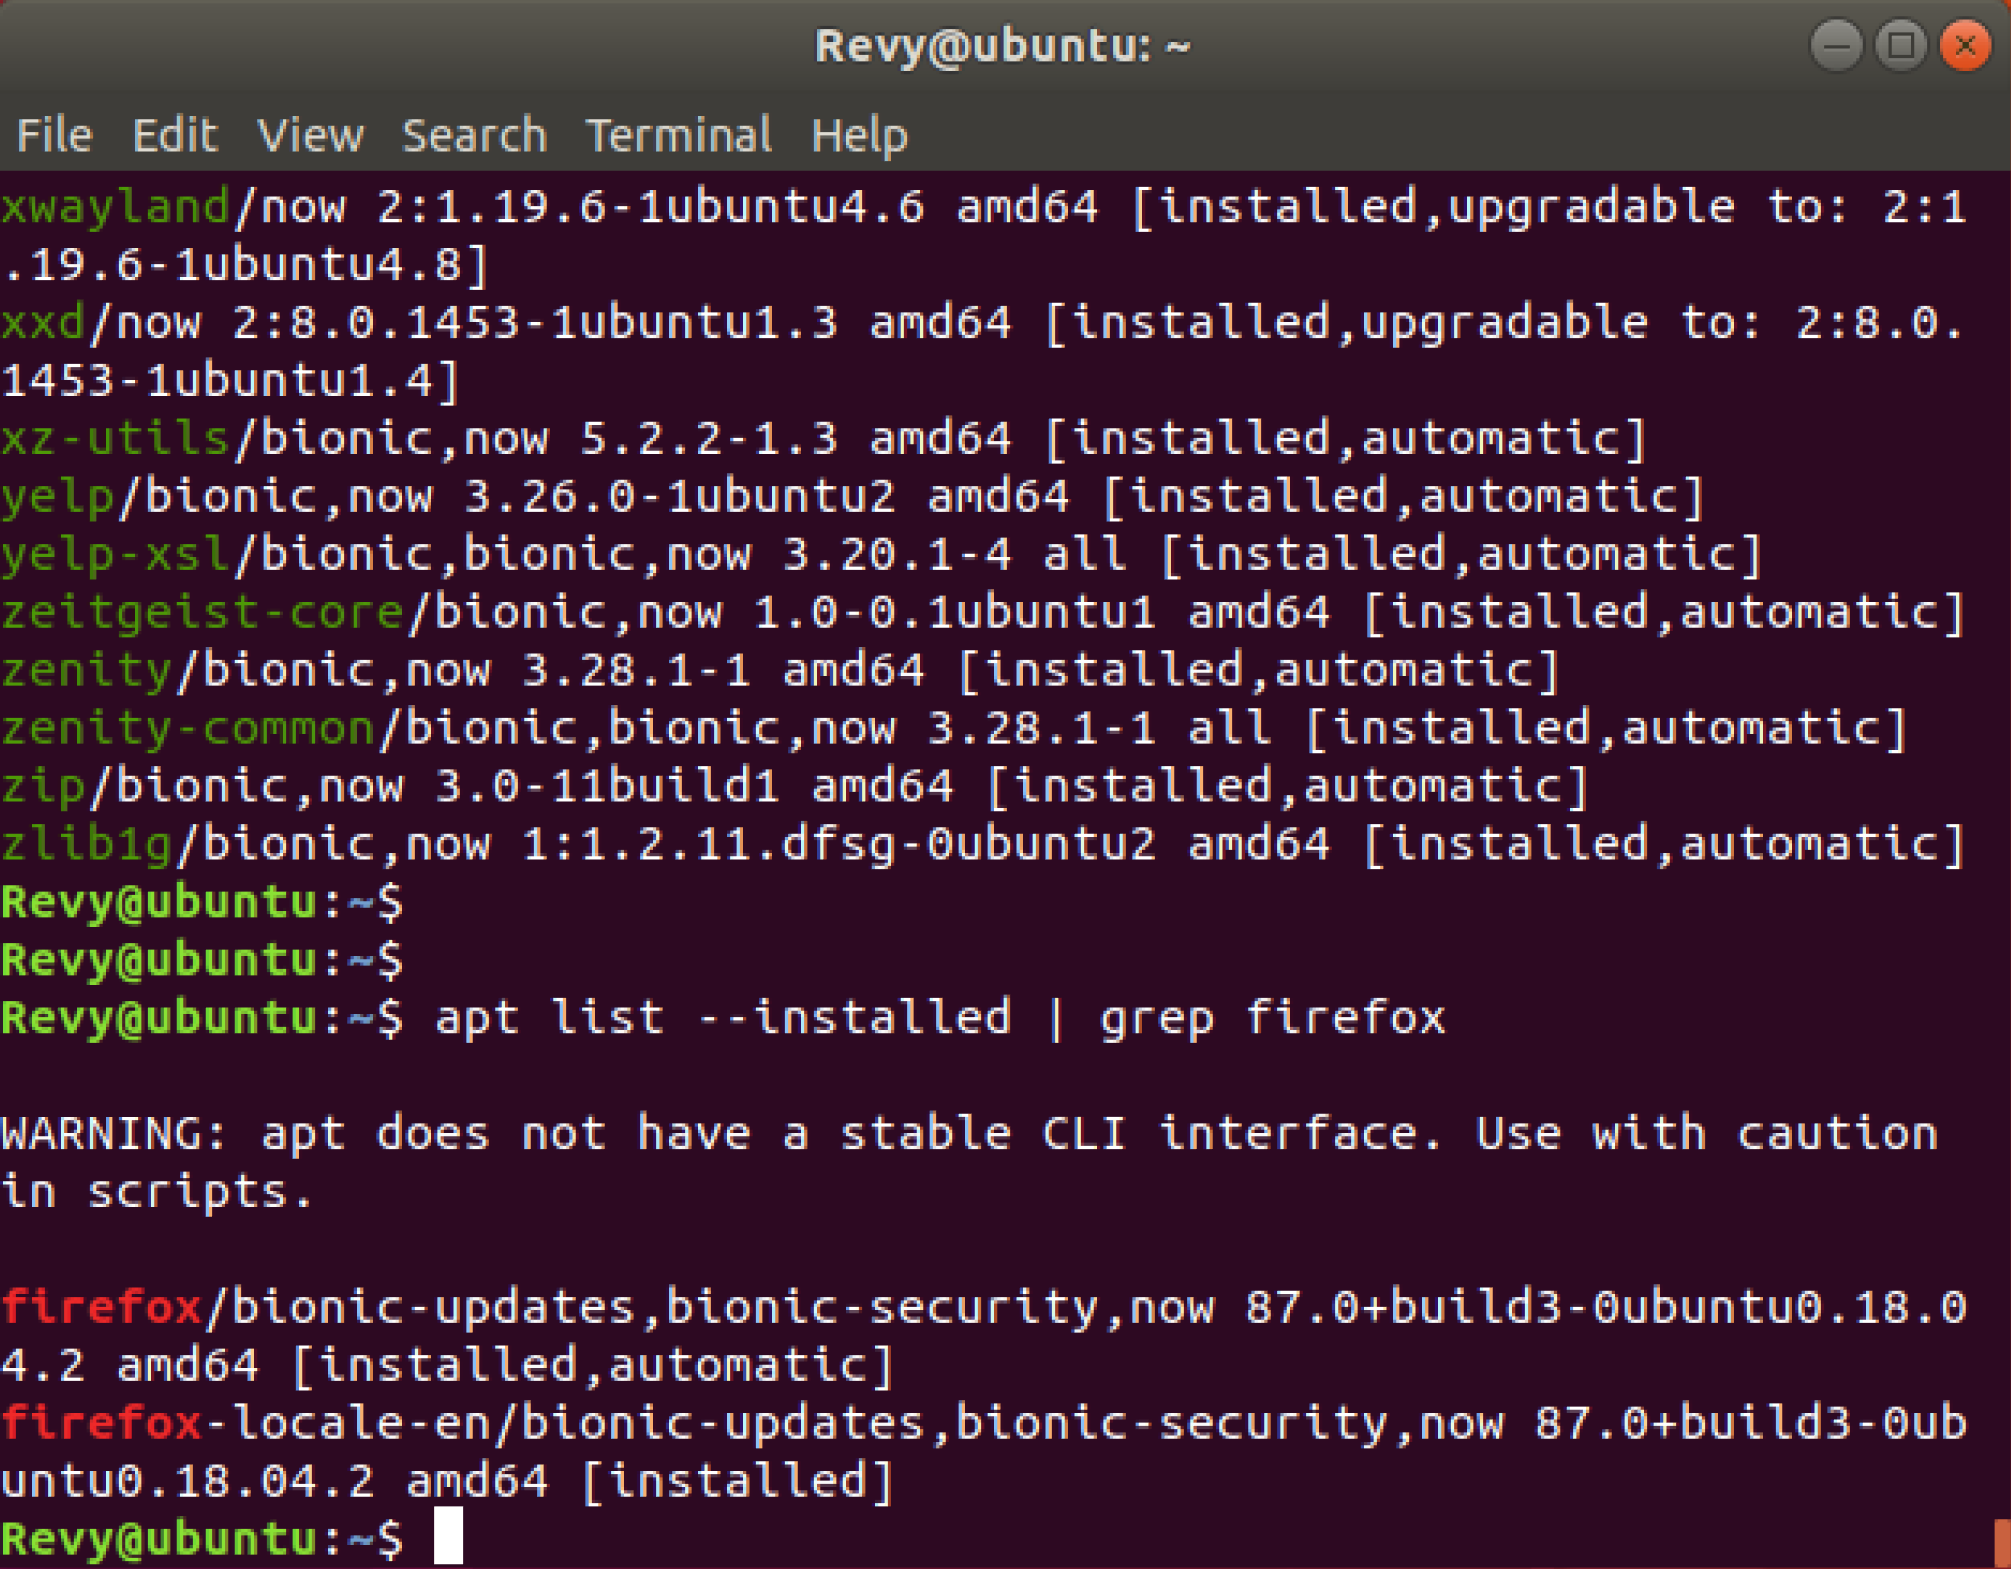 Revy@ubuntu: ~
File Edit View Search Terminal Help
xwayland/now 2:1.19.6-1ubuntu4.6 amd64 [installed,upgradable to: 2:1
.19.6-1ubuntu4.8]
xxd/now 2:8.0.1453-1ubuntu1.3 amd64 [installed,upgradable to: 2:8.0.
1453-1ubuntu1.4]
xz-utils/bionic,now 5.2.2-1.3 amd64 [installed,automatic]
yelp/bionic,now 3.26.0-1ubuntu2 amd64 [installed,automatic]
yelp-xsl/bionic,bionic,now 3.20.1-4 all [installed,automatic]
zeitgeist-core/bionic,now 1.0-0.1ubuntu1 amd64 [installed,automatic]
zenity/bionic,now 3.28.1-1 amd64 [installed,automatic]
zenity-common/bionic,bionic,now 3.28.1-1 all [installed,automatic]
zip/bionic,now 3.0-11build1 amd64 [installed,automatic]
zlib1g/bionic,now 1:1.2.11.dfsg-0ubuntu2 amd64 [installed,automatic]
Revy@ubuntu:~$
Revy@ubuntu:~$
Revy@ubuntu:~$ apt list --installed | grep firefox
WARNING: apt does not have a stable CLI interface. Use with caution
in scripts.
firefox/bionic-updates,bionic-security,now 87.0+build3-0ubuntu0.18.0
4.2 amd64 [installed,automatic]
firefox-locale-en/bionic-updates,bionic-security,now 87.0+build3-0ub
untu0.18.04.2 amd64 [installed]
Revy@ubuntu:~$